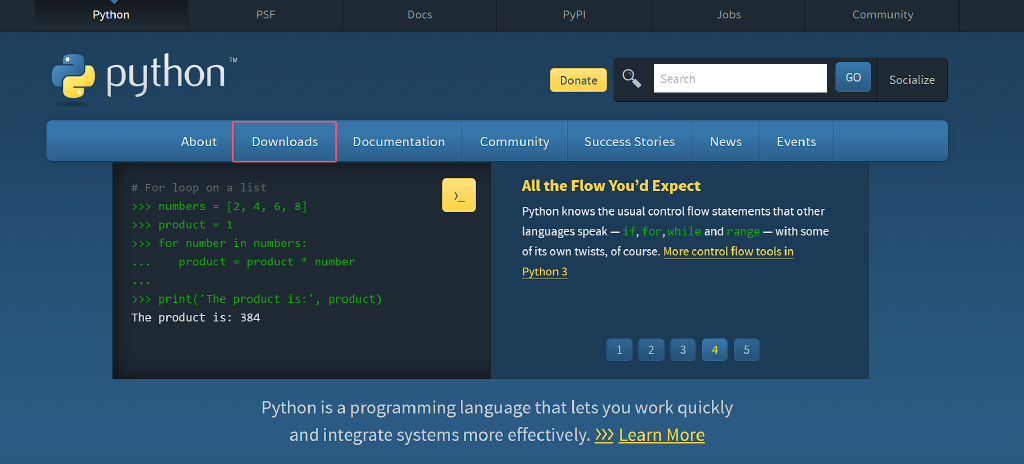 Python PSF Docs PyPI Jobs Community
python™
Donate Search GO Socialize
About Downloads Documentation Community Success Stories News Events
# For loop on a list
>>> numbers = [2, 4, 6, 8]
>>> product = 1
>>> for number in numbers:
...    product = product * number
...
>>> print('The product is:', product)
The product is: 384
>_
All the Flow You’d Expect
Python knows the usual control flow statements that other
languages speak — if, for, while and range — with some
of its own twists, of course. More control flow tools in
Python 3
1 2 3 4 5
Python is a programming language that lets you work quickly
and integrate systems more effectively. >>> Learn More